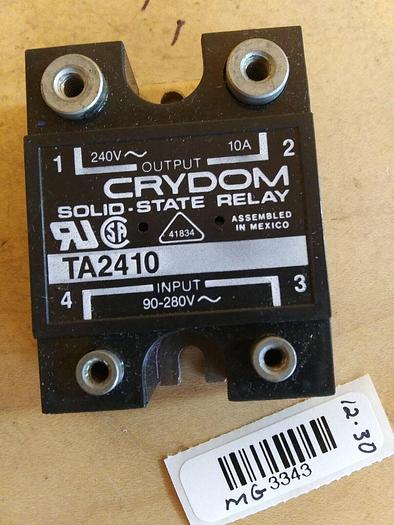 1 240V~ 10A 2
OUTPUT
CRYDOM
SOLID-STATE RELAY
ASSEMBLED
IN MEXICO
41834
TA2410
4 INPUT 3
90-280V~
12.30
MG 3343